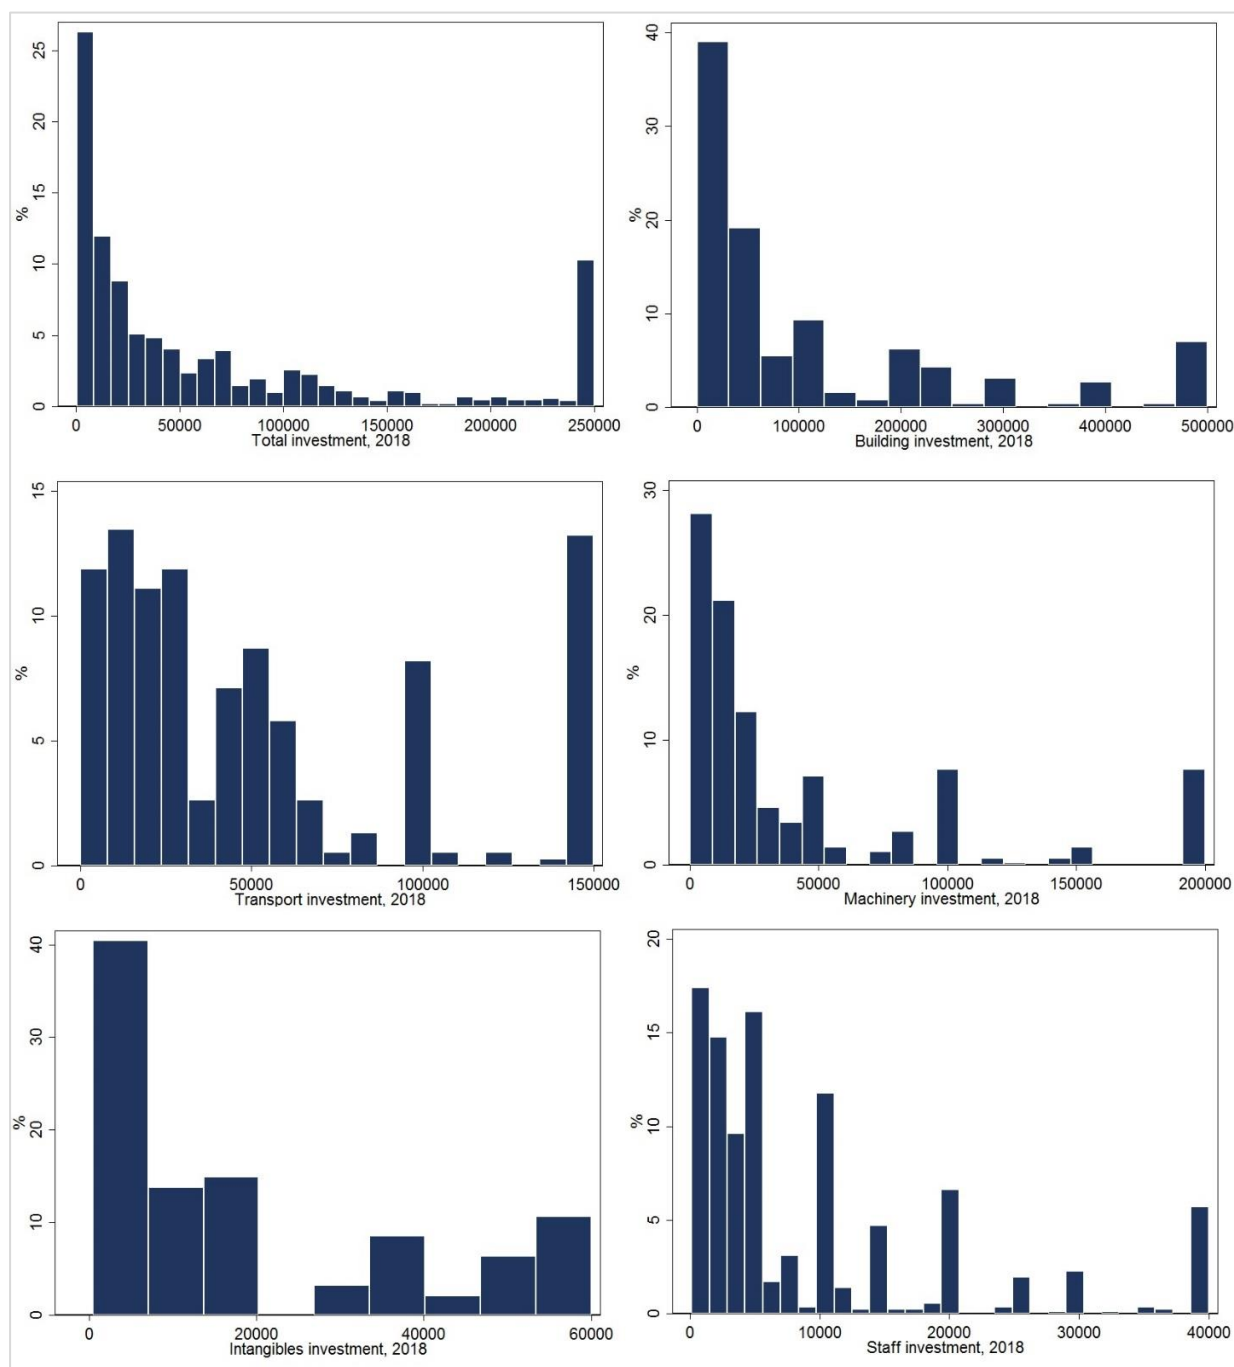 25
20
15
10
5
0
%
0 50000 100000 150000 200000 250000
Total investment, 2018
40
30
20
10
0
%
0 100000 200000 300000 400000 500000
Building investment, 2018
15
10
5
0
%
0 50000 100000 150000
Transport investment, 2018
30
20
10
0
%
0 50000 100000 150000 200000
Machinery investment, 2018
40
30
20
10
0
%
0 20000 40000 60000
Intangibles investment, 2018
20
15
10
5
0
%
0 10000 20000 30000 40000
Staff investment, 2018